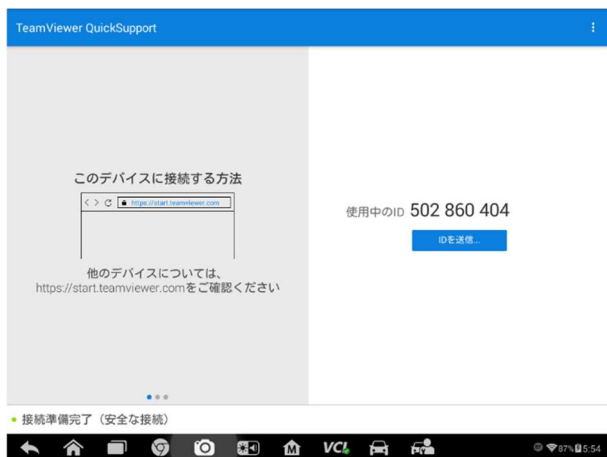 TeamViewer QuickSupport
このデバイスに接続する方法
https://start.teamviewer.com
他のデバイスについては、
https://start.teamviewer.comをご確認ください
使用中のID 502 860 404
IDを送信...
接続準備完了（安全な接続）
M
VCI
87% 5:54